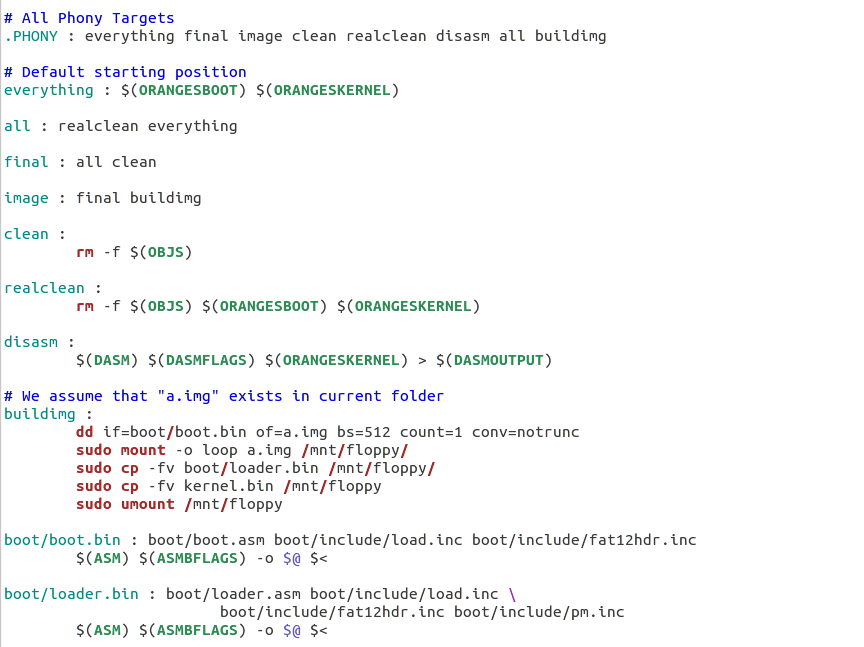 # All Phony Targets
.PHONY : everything final image clean realclean disasm all buildimg
# Default starting position
everything : $(ORANGESBOOT) $(ORANGESKERNEL)
all : realclean everything
final : all clean
image : final buildimg
clean :
rm -f $(OBJS)
realclean :
rm -f $(OBJS) $(ORANGESBOOT) $(ORANGESKERNEL)
disasm :
$(DASM) $(DASMFLAGS) $(ORANGESKERNEL) > $(DASMOUTPUT)
# We assume that "a.img" exists in current folder
buildimg :
dd if=boot/boot.bin of=a.img bs=512 count=1 conv=notrunc
sudo mount -o loop a.img /mnt/floppy/
sudo cp -fv boot/loader.bin /mnt/floppy/
sudo cp -fv kernel.bin /mnt/floppy
sudo umount /mnt/floppy
boot/boot.bin : boot/boot.asm boot/include/load.inc boot/include/fat12hdr.inc
$(ASM) $(ASMBFLAGS) -o $@ $<
boot/loader.bin : boot/loader.asm boot/include/load.inc \
boot/include/fat12hdr.inc boot/include/pm.inc
$(ASM) $(ASMBFLAGS) -o $@ $<